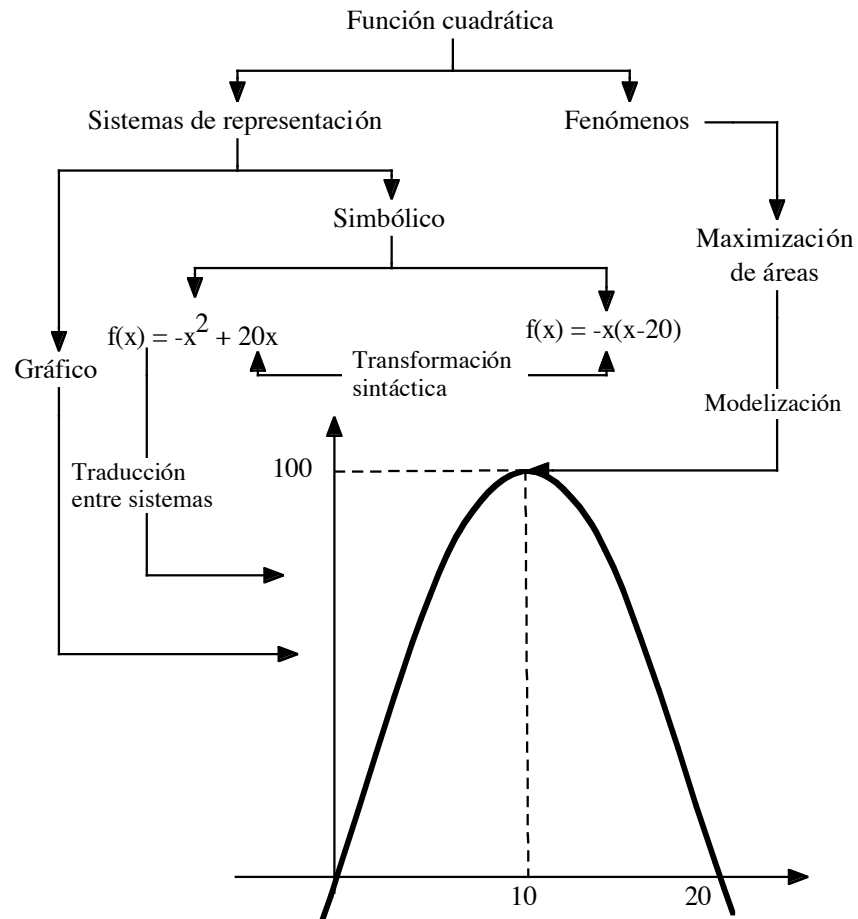 Función cuadrática
Sistemas de representación
Fenómenos
Simbólico
Maximización
de áreas
f(x) = -x² + 20x
f(x) = -x(x-20)
Gráfico
Transformación
sintáctica
Modelización
Traducción
entre sistemas
100
10
20